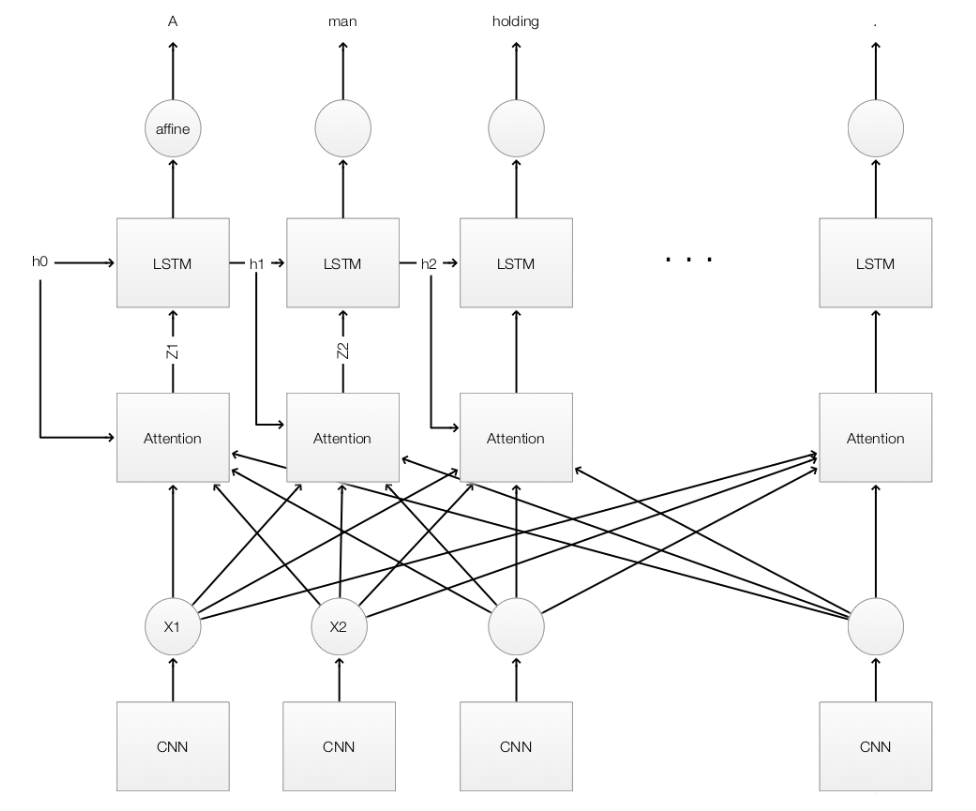 A man holding .
affine
h0 LSTM h1 LSTM h2 LSTM . . . LSTM
Z1 Z2
Attention Attention Attention Attention
X1 X2
CNN CNN CNN CNN